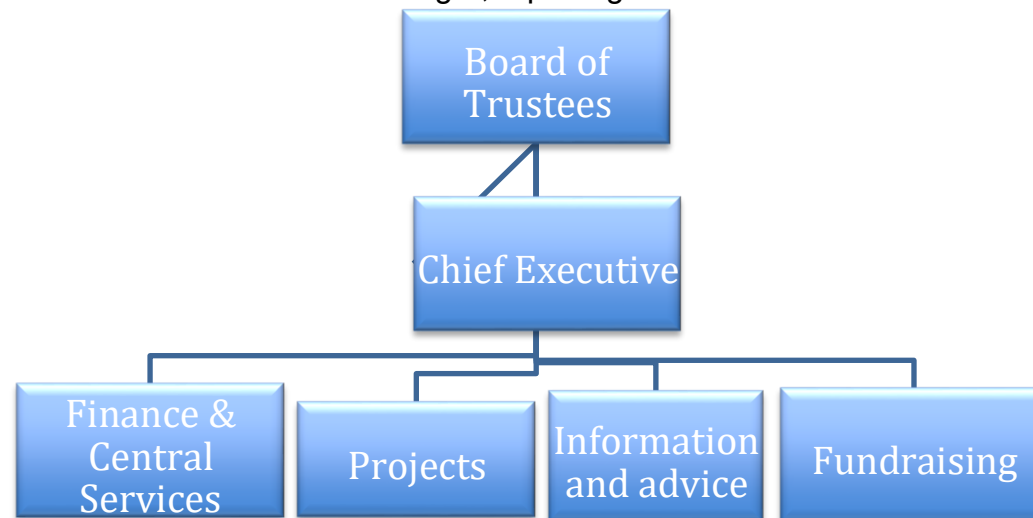 Board of
Trustees
Chief Executive
Finance &
Central
Services
Projects
Information
and advice
Fundraising